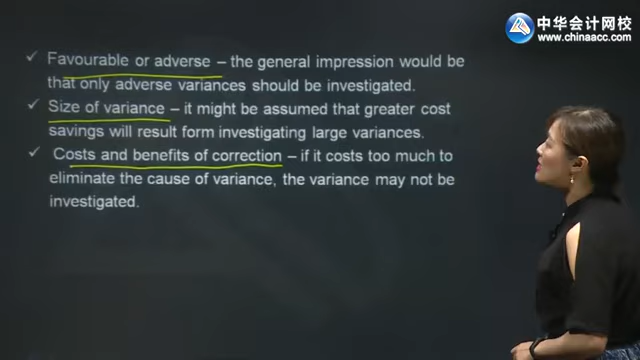 中华会计网校
www.chinaacc.com
✓ Favourable or adverse – the general impression would be
that only adverse variances should be investigated.
✓ Size of variance – it might be assumed that greater cost
savings will result form investigating large variances.
✓ Costs and benefits of correction – if it costs too much to
eliminate the cause of variance, the variance may not be
investigated.